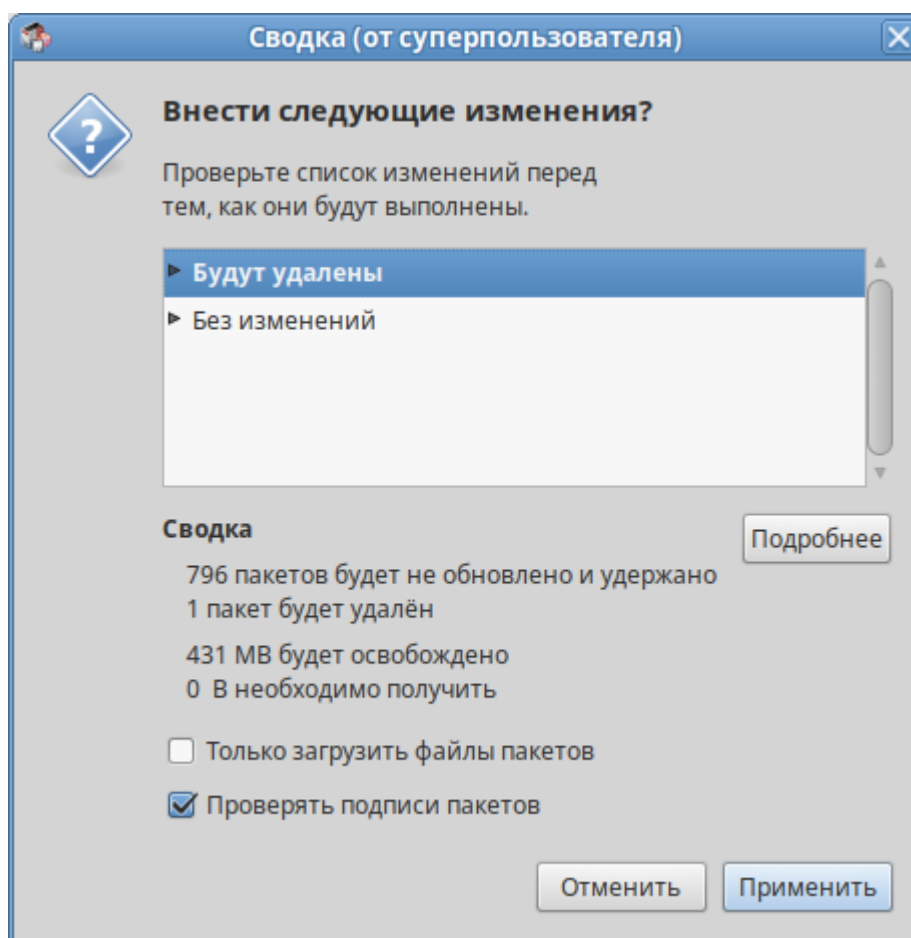 Сводка (от суперпользователя)
?
Внести следующие изменения?
Проверьте список изменений перед
тем, как они будут выполнены.
Будут удалены
Без изменений
Сводка
Подробнее
796 пакетов будет не обновлено и удержано
1 пакет будет удалён
431 MB будет освобождено
0 B необходимо получить
Только загрузить файлы пакетов
Проверять подписи пакетов
Отменить
Применить